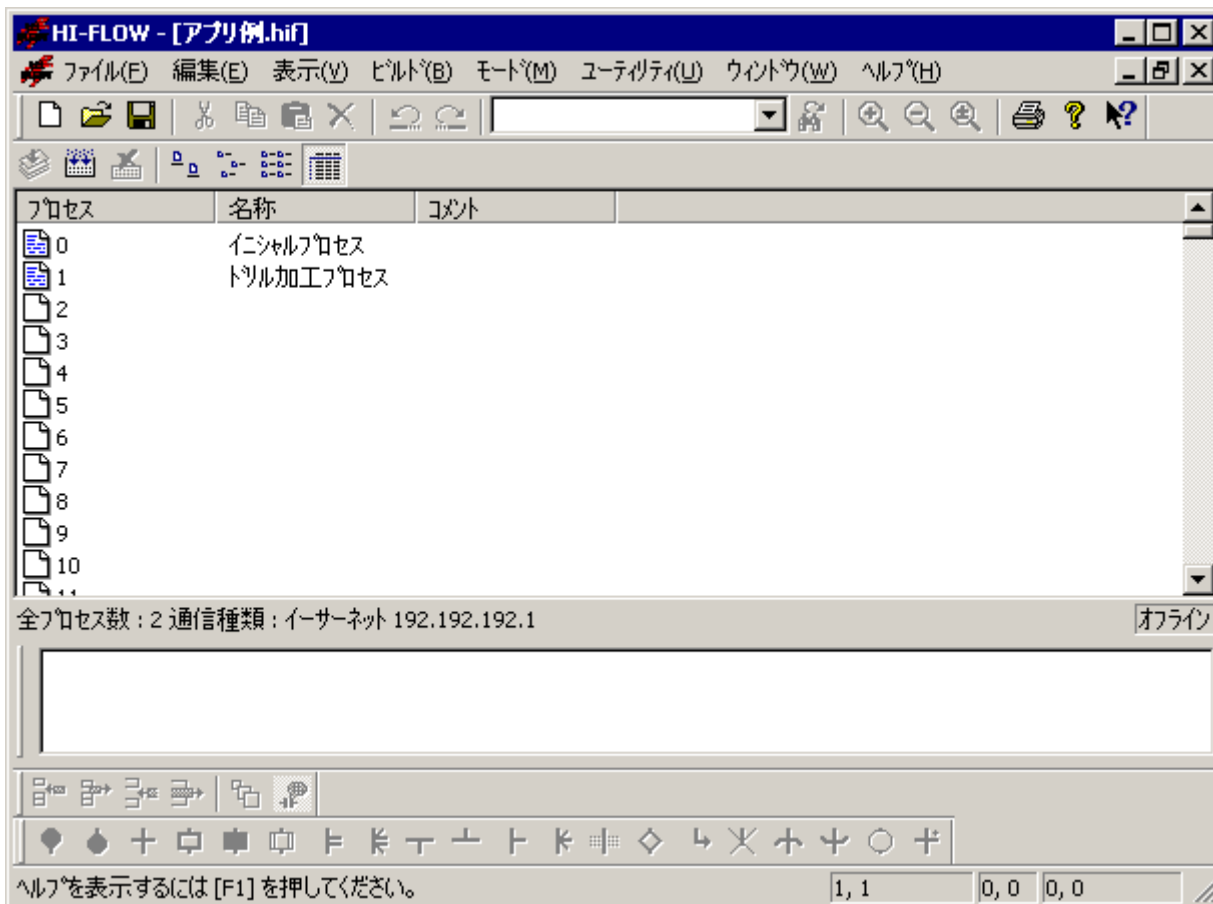 HI-FLOW - [アプリ例.hif]
ファイル(F) 編集(E) 表示(V) ビルド(B) モード(M) ユーティリティ(U) ウィンドウ(W) ヘルプ(H)
プロセス 名称 コメント
0 イニシャルプロセス
1 ドリル加工プロセス
2
3
4
5
6
7
8
9
10
11
全プロセス数 : 2 通信種類 : イーサーネット 192.192.192.1 オフライン
ヘルプを表示するには [F1] を押してください。 1, 1 0, 0 0, 0